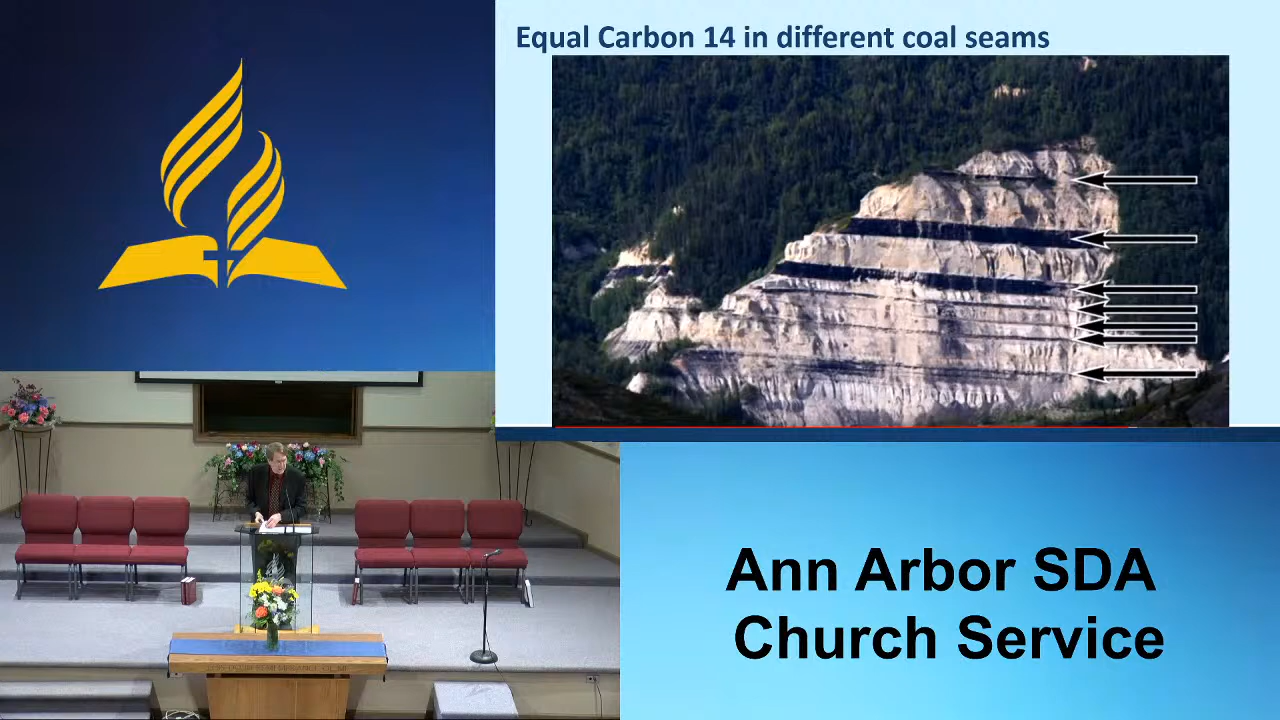 Equal Carbon 14 in different coal seams
Ann Arbor SDA
Church Service